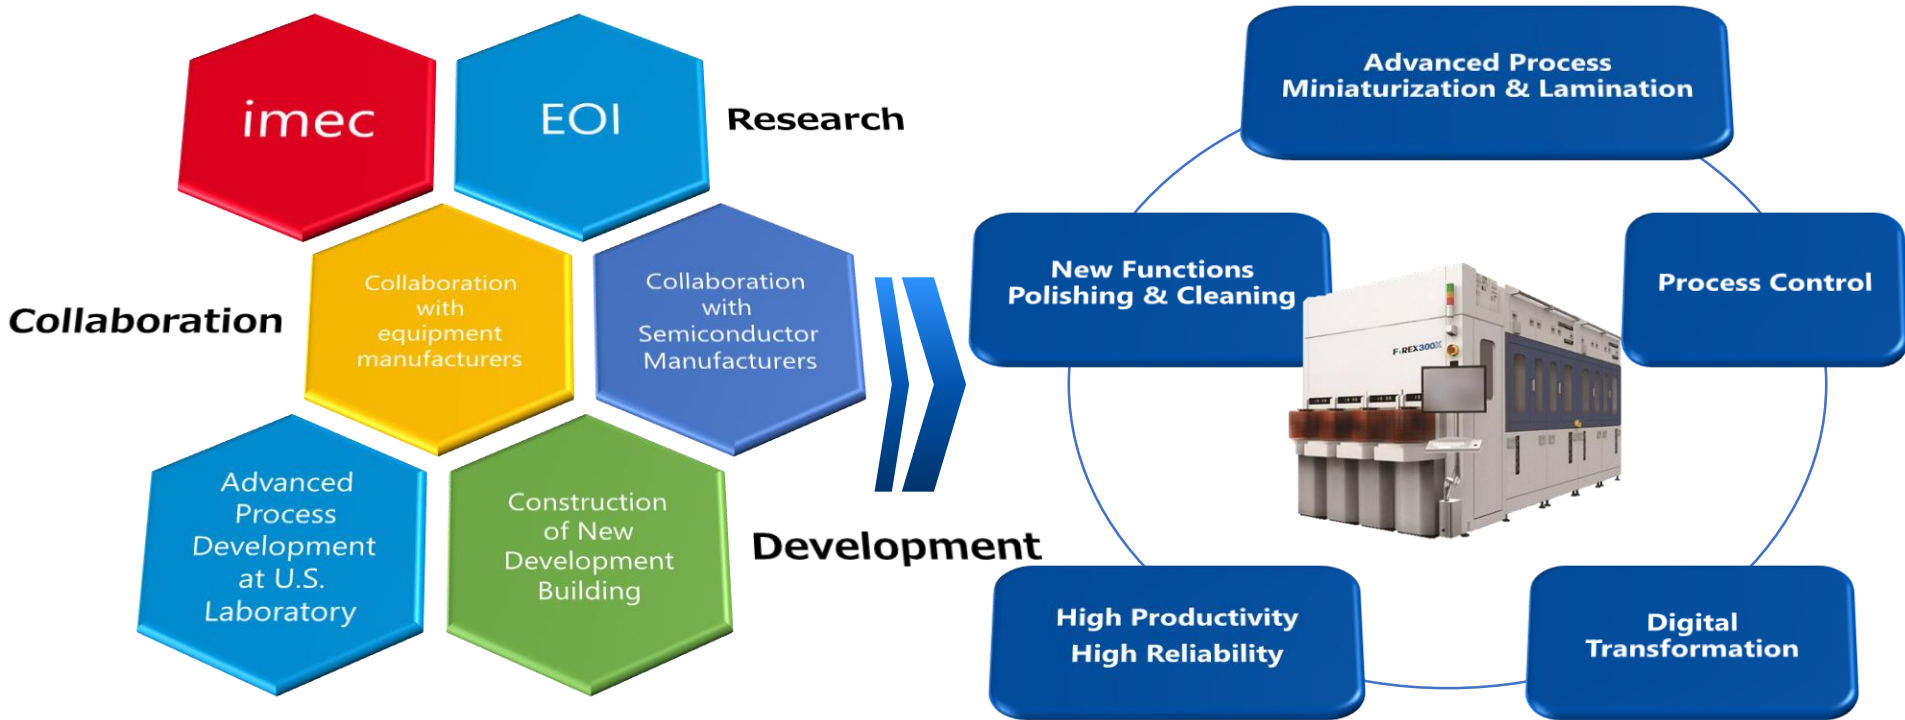 imec
EOI
Research
Collaboration
Collaboration
with
equipment
manufacturers
Collaboration
with
Semiconductor
Manufacturers
Advanced
Process
Development
at U.S.
Laboratory
Construction
of New
Development
Building
Development
Advanced Process
Miniaturization & Lamination
New Functions
Polishing & Cleaning
Process Control
F-REX300X
High Productivity
High Reliability
Digital
Transformation